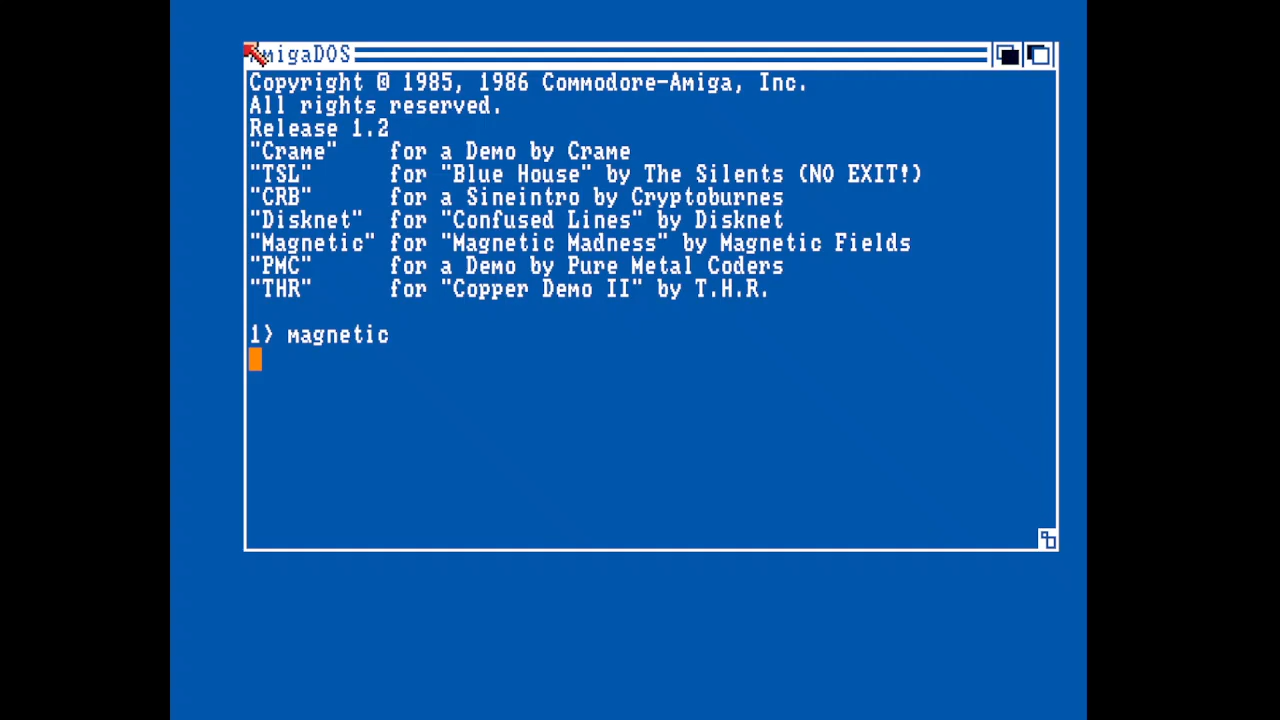 AmigaDOS
Copyright © 1985, 1986 Commodore-Amiga, Inc.
All rights reserved.
Release 1.2
"Crame" for a Demo by Crame
"TSL" for "Blue House" by The Silents (NO EXIT!)
"CRB" for a Sineintro by Cryptoburnes
"Disknet" for "Confused Lines" by Disknet
"Magnetic" for "Magnetic Madness" by Magnetic Fields
"PMC" for a Demo by Pure Metal Coders
"THR" for "Copper Demo II" by T.H.R.
1> magnetic